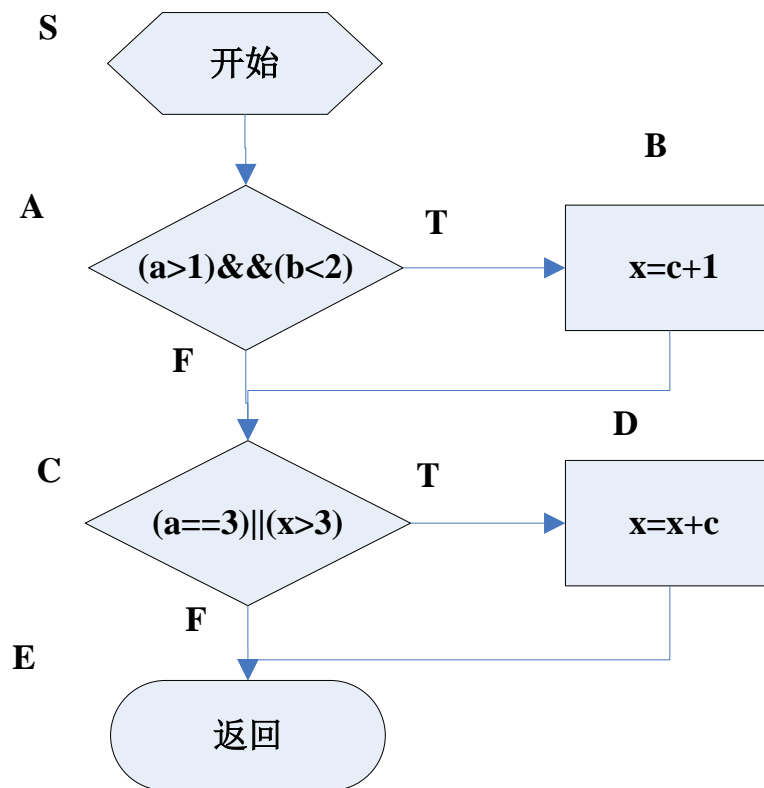 S
开始
B
A
T
(a>1)&&(b<2)
x=c+1
F
D
C
T
(a==3)||(x>3)
x=x+c
F
E
返回